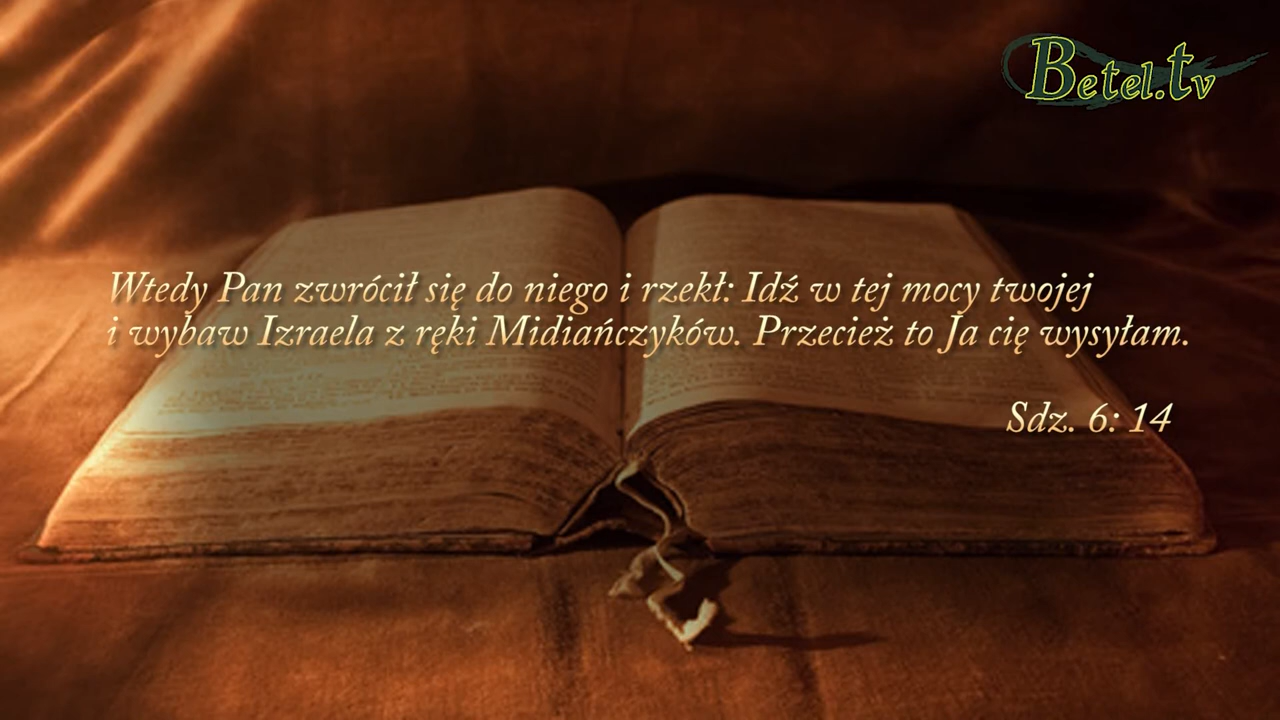 Betel.tv
Wtedy Pan zwrócił się do niego i rzekł: Idź w tej mocy twojej
i wybaw Izraela z ręki Midiańczyków. Przecież to Ja cię wysyłam.
Sdz. 6: 14